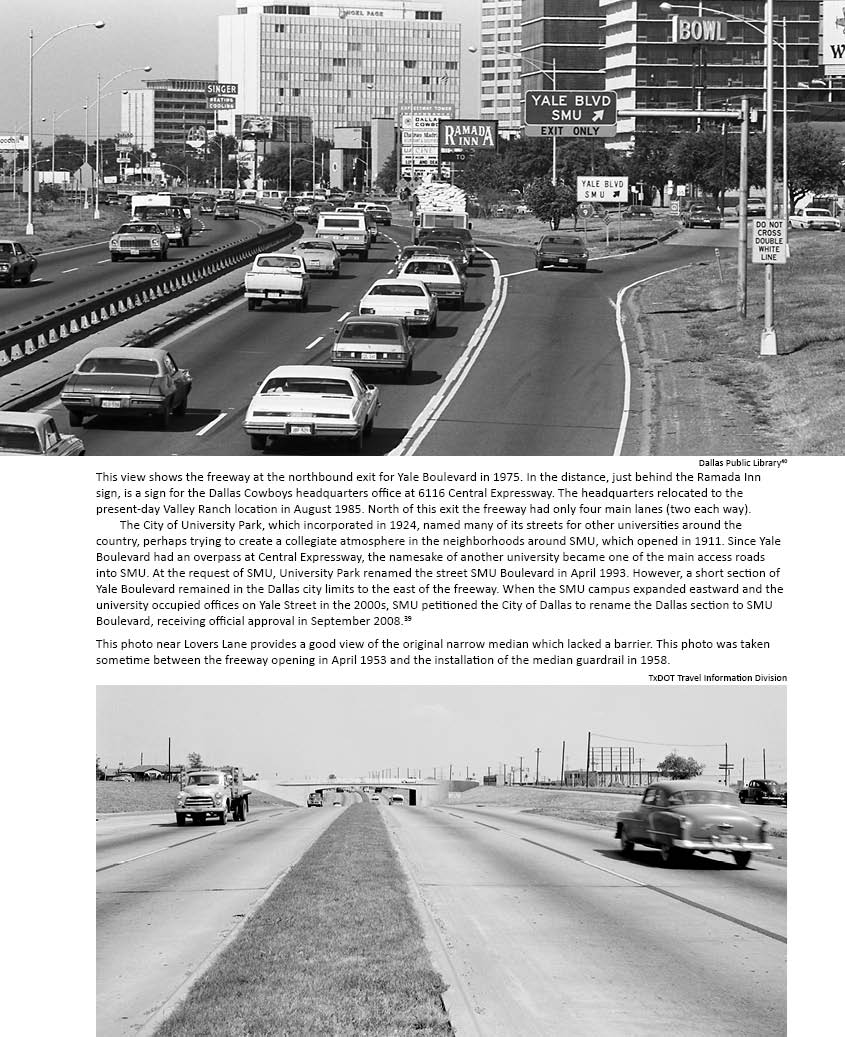 BOWL
SINGER
HEATING
COOLING
YALE BLVD
SMU
EXIT ONLY
RAMADA
INN
YALE BLVD
SMU
DO NOT
CROSS
DOUBLE
WHITE
LINE
Dallas Public Library⁴⁰
This view shows the freeway at the northbound exit for Yale Boulevard in 1975. In the distance, just behind the Ramada Inn
sign, is a sign for the Dallas Cowboys headquarters office at 6116 Central Expressway. The headquarters relocated to the
present-day Valley Ranch location in August 1985. North of this exit the freeway had only four main lanes (two each way).
The City of University Park, which incorporated in 1924, named many of its streets for other universities around the
country, perhaps trying to create a collegiate atmosphere in the neighborhoods around SMU, which opened in 1911. Since Yale
Boulevard had an overpass at Central Expressway, the namesake of another university became one of the main access roads
into SMU. At the request of SMU, University Park renamed the street SMU Boulevard in April 1993. However, a short section of
Yale Boulevard remained in the Dallas city limits to the east of the freeway. When the SMU campus expanded eastward and the
university occupied offices on Yale Street in the 2000s, SMU petitioned the City of Dallas to rename the Dallas section to SMU
Boulevard, receiving official approval in September 2008.³⁹
This photo near Lovers Lane provides a good view of the original narrow median which lacked a barrier. This photo was taken
sometime between the freeway opening in April 1953 and the installation of the median guardrail in 1958.
TxDOT Travel Information Division